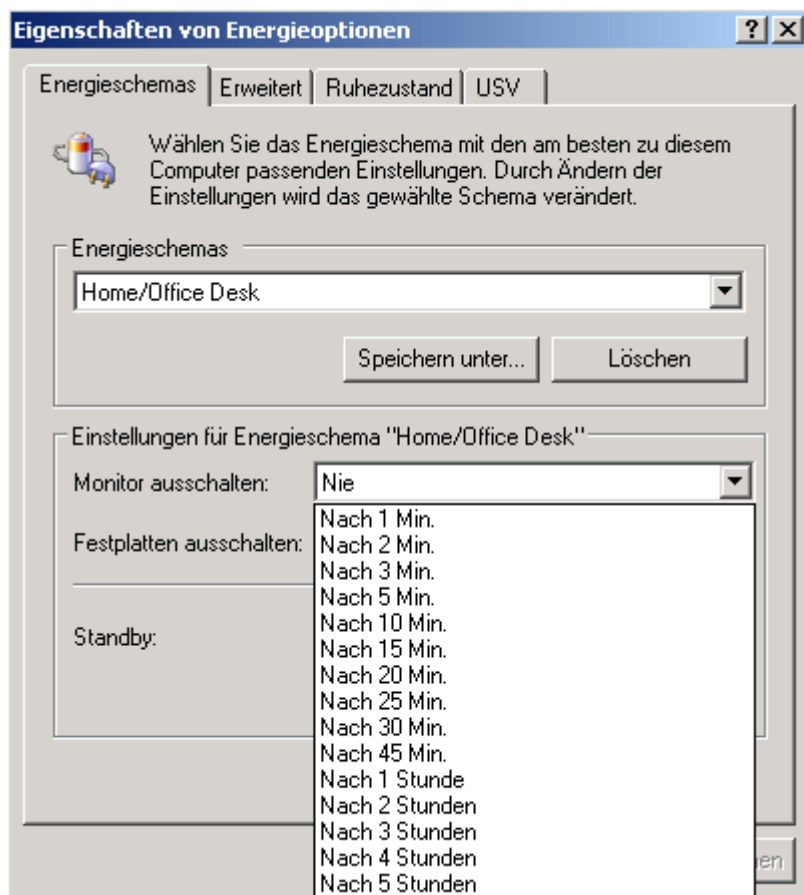 Eigenschaften von Energieoptionen
Energieschemas Erweitert Ruhezustand USV
Wählen Sie das Energieschema mit den am besten zu diesem
Computer passenden Einstellungen. Durch Ändern der
Einstellungen wird das gewählte Schema verändert.
Energieschemas
Home/Office Desk
Speichern unter... Löschen
Einstellungen für Energieschema "Home/Office Desk"
Monitor ausschalten: Nie
Nach 1 Min.
Festplatten ausschalten: Nach 2 Min.
Nach 3 Min.
Nach 5 Min.
Nach 10 Min.
Standby: Nach 15 Min.
Nach 20 Min.
Nach 25 Min.
Nach 30 Min.
Nach 45 Min.
Nach 1 Stunde
Nach 2 Stunden
Nach 3 Stunden
Nach 4 Stunden
Nach 5 Stunden